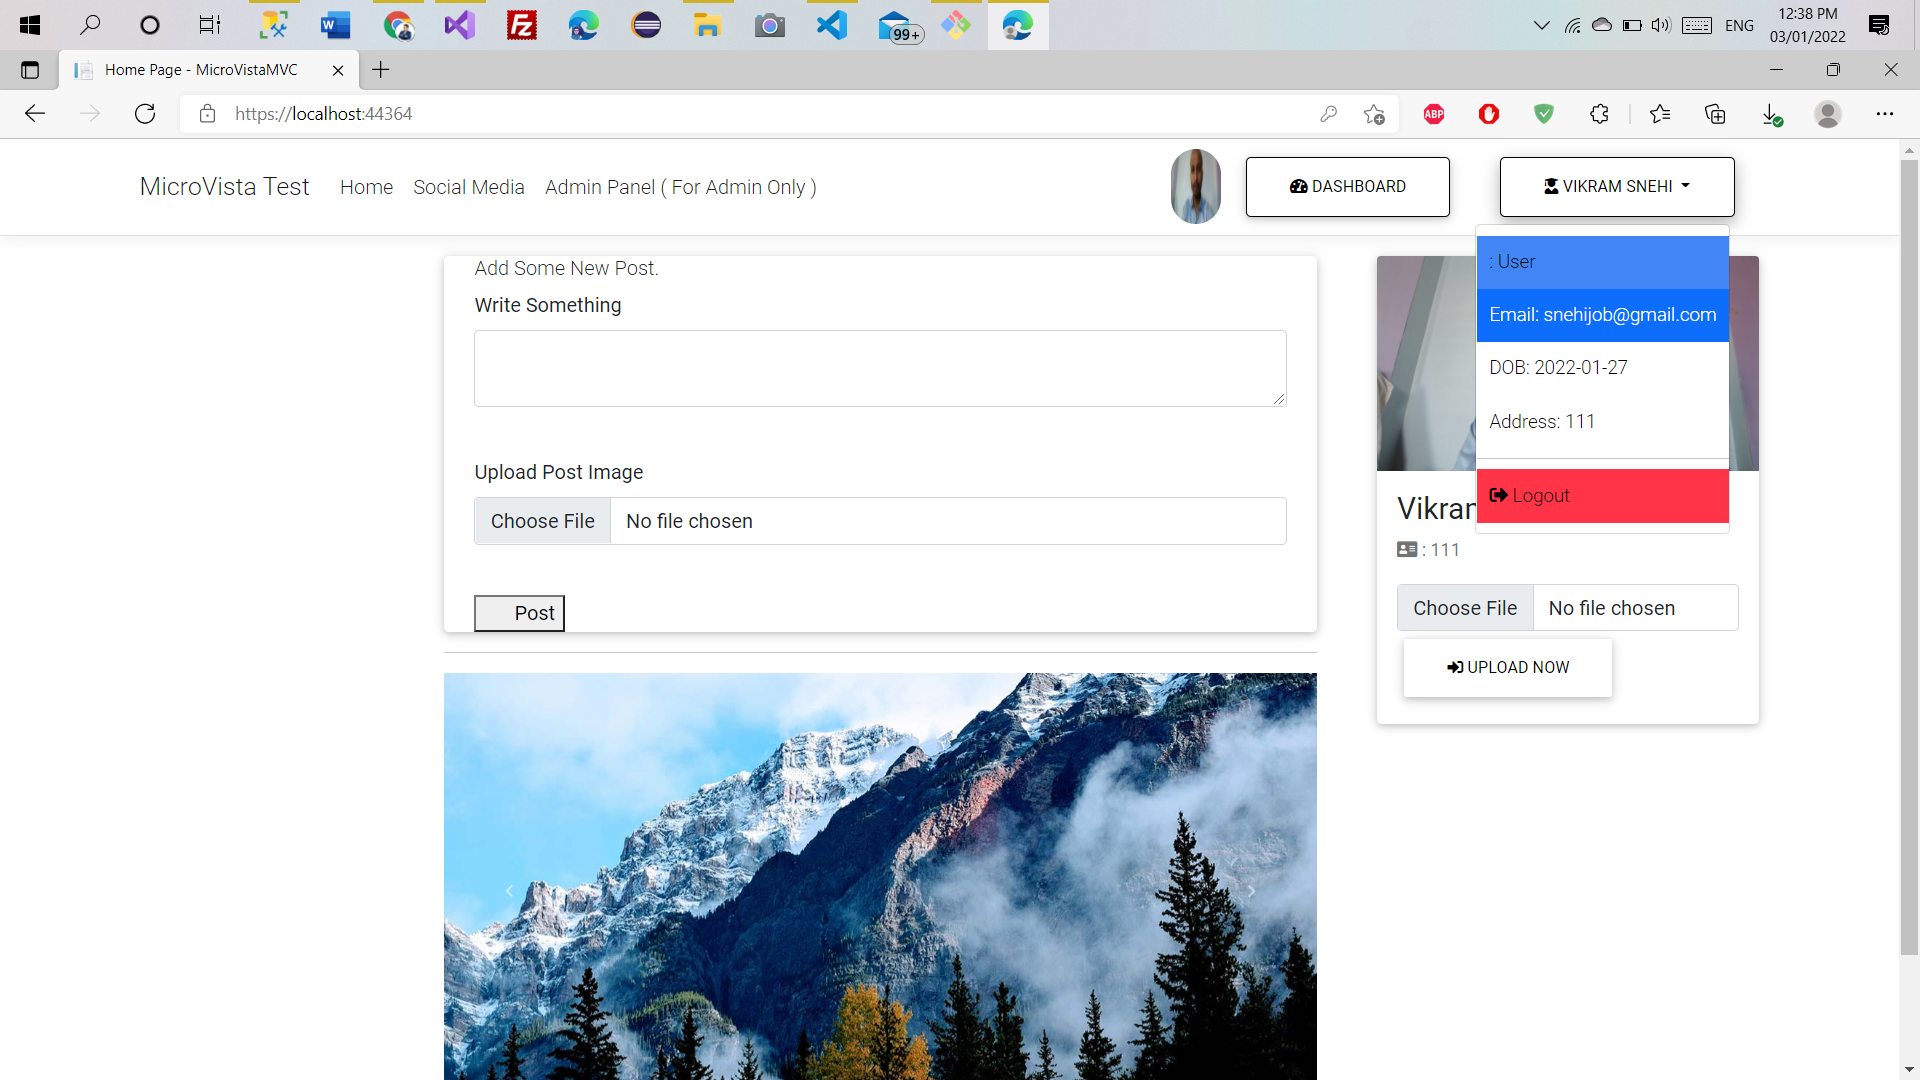 99+
ENG
12:38 PM
03/01/2022
Home Page - MicroVistaMVC
https://localhost:44364
ABP
MicroVista Test
Home
Social Media
Admin Panel ( For Admin Only )
DASHBOARD
VIKRAM SNEHI
: User
Email: snehijob@gmail.com
DOB: 2022-01-27
Address: 111
Logout
Add Some New Post.
Write Something
Upload Post Image
Choose File
No file chosen
Post
Vikram
: 111
Choose File
No file chosen
UPLOAD NOW